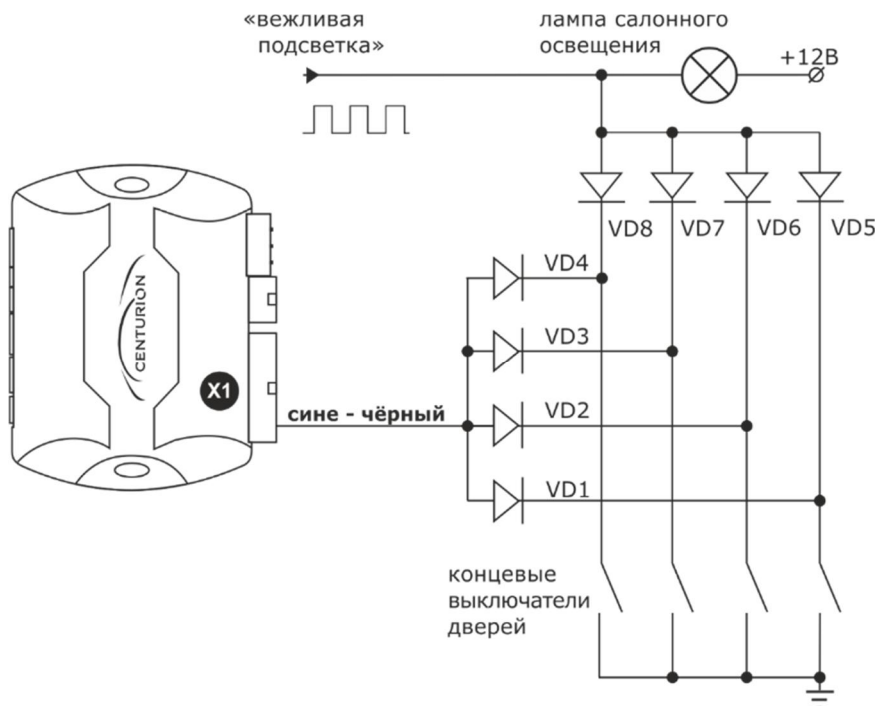 «вежливая
подсветка»
лампа салонного
освещения
+12В
VD8
VD7
VD6
VD5
VD4
VD3
VD2
VD1
CENTURION
X1
сине - чёрный
концевые
выключатели
дверей